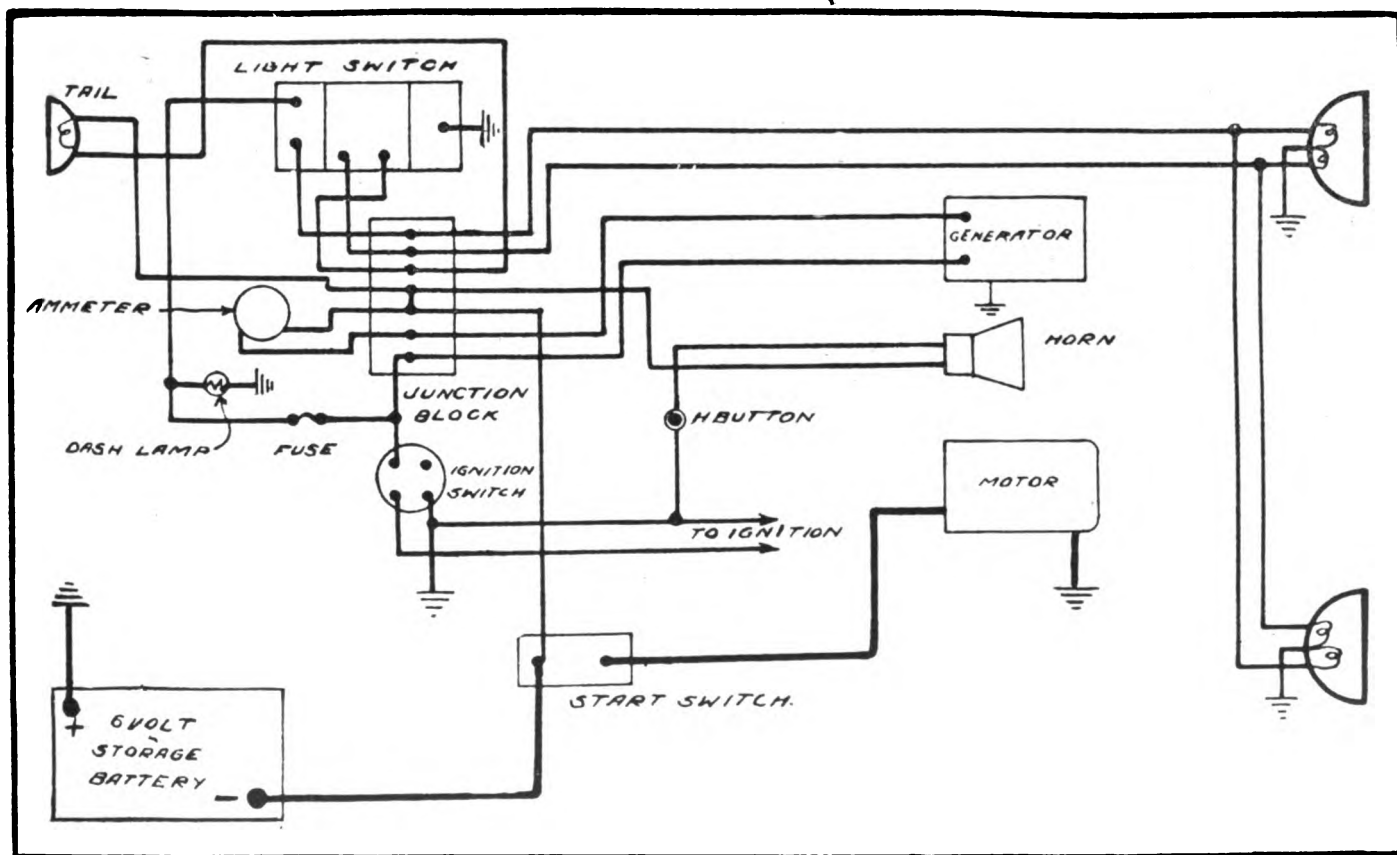 LIGHT SWITCH
TAIL
GENERATOR
AMMETER
HORN
JUNCTION
BLOCK
H BUTTON
DASH LAMP
FUSE
IGNITION
SWITCH
MOTOR
TO IGNITION
START SWITCH.
+
6 VOLT
STORAGE
BATTERY
-